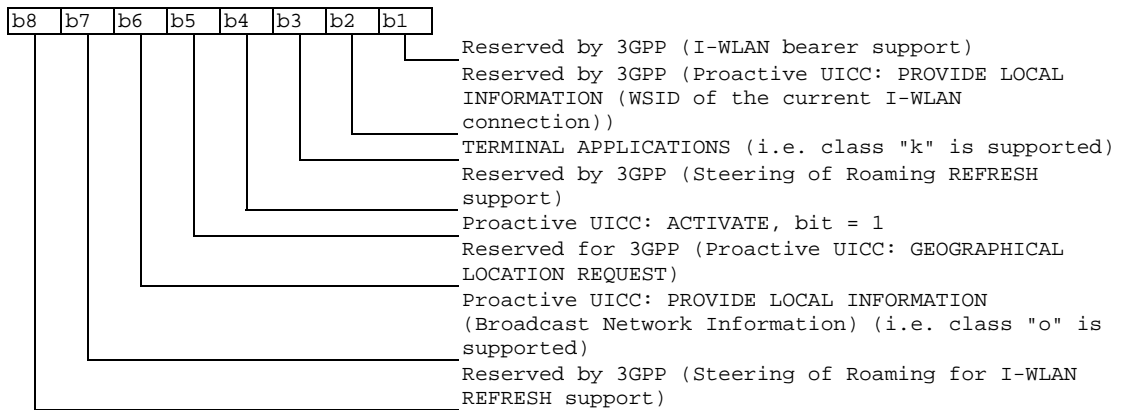 b8 b7 b6 b5 b4 b3 b2 b1
Reserved by 3GPP (I-WLAN bearer support)
Reserved by 3GPP (Proactive UICC: PROVIDE LOCAL
INFORMATION (WSID of the current I-WLAN
connection))
TERMINAL APPLICATIONS (i.e. class "k" is supported)
Reserved by 3GPP (Steering of Roaming REFRESH
support)
Proactive UICC: ACTIVATE, bit = 1
Reserved for 3GPP (Proactive UICC: GEOGRAPHICAL
LOCATION REQUEST)
Proactive UICC: PROVIDE LOCAL INFORMATION
(Broadcast Network Information) (i.e. class "o" is
supported)
Reserved by 3GPP (Steering of Roaming for I-WLAN
REFRESH support)